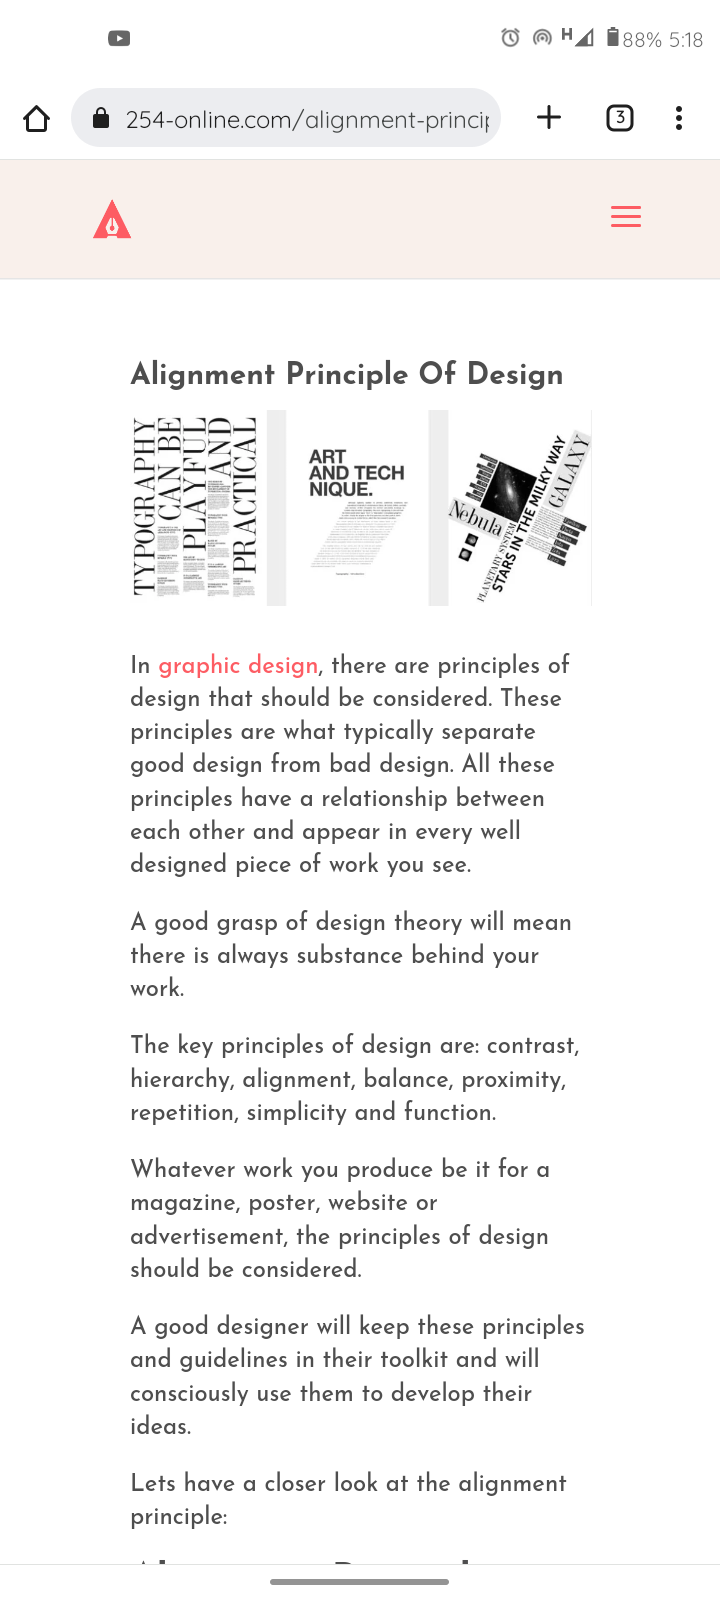 88% 5:18
H
254-online.com/alignment-princip
3
Alignment Principle Of Design
TYPOGRAPHY
CAN BE
PLAYFUL
AND
PRACTICAL
ART
AND TECH
NIQUE.
Nebula
PLANETARY SYSTEM
STARS IN THE MILKY WAY
GALAXY
In graphic design, there are principles of
design that should be considered. These
principles are what typically separate
good design from bad design. All these
principles have a relationship between
each other and appear in every well
designed piece of work you see.
A good grasp of design theory will mean
there is always substance behind your
work.
The key principles of design are: contrast,
hierarchy, alignment, balance, proximity,
repetition, simplicity and function.
Whatever work you produce be it for a
magazine, poster, website or
advertisement, the principles of design
should be considered.
A good designer will keep these principles
and guidelines in their toolkit and will
consciously use them to develop their
ideas.
Lets have a closer look at the alignment
principle: